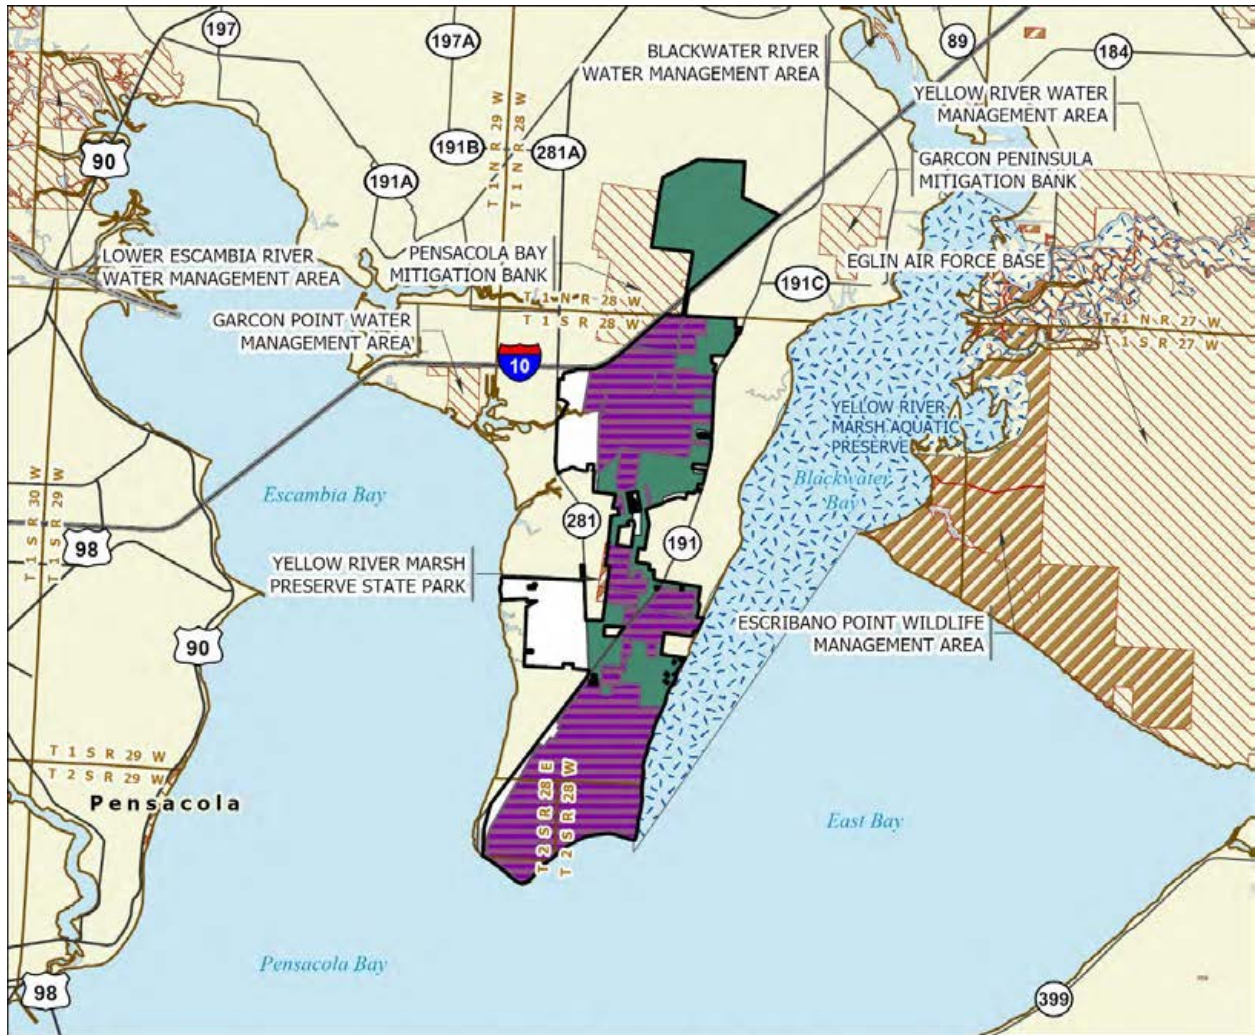 197
197A
89
184
BLACKWATER RIVER
WATER MANAGEMENT AREA
YELLOW RIVER WATER
MANAGEMENT AREA
90
191B
281A
T 1 N R 29 W
T 1 N R 28 W
GARCON PENINSULA
MITIGATION BANK
191A
LOWER ESCAMBIA RIVER
WATER MANAGEMENT AREA
PENSACOLA BAY
MITIGATION BANK
EGLIN AIR FORCE BASE
191C
T 1 N R 28 W
T 1 S R 28 W
T 1 N R 27 W
T 1 S R 27 W
GARCON POINT WATER
MANAGEMENT AREA
10
YELLOW RIVER
MARSH AQUATIC
PRESERVE
Escambia Bay
Blackwater
Bay
T 1 S R 30 W
T 1 S R 29 W
98
281
191
YELLOW RIVER MARSH
PRESERVE STATE PARK
90
ESCRIBANO POINT WILDLIFE
MANAGEMENT AREA
T 1 S R 29 W
T 2 S R 29 W
Pensacola
T 2 S R 28 E
T 2 S R 28 W
East Bay
Pensacola Bay
98
399